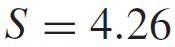 S = 4.26